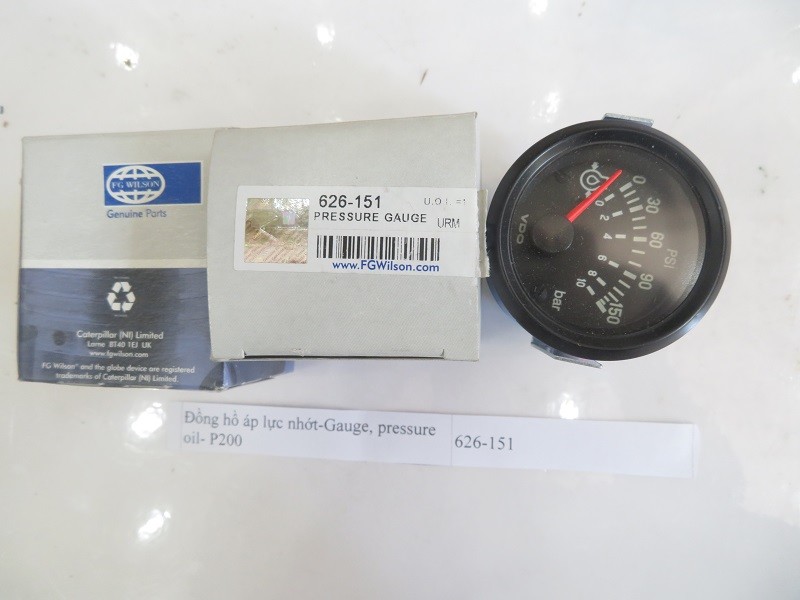 FG WILSON
Genuine Parts
Caterpillar (NI) Limited
Larne BT40 1EJ UK
www.fgwilson.com
FG Wilson® and the globe device are registered
trademarks of Caterpillar (NI) Limited.
626-151
U.O.I. =1
PRESSURE GAUGE
URM
www.FGWilson.com
VDO
0
30
60
PSI
90
150
0
2
4
6
8
10
bar
Đồng hồ áp lực nhớt-Gauge, pressure
oil- P200
626-151